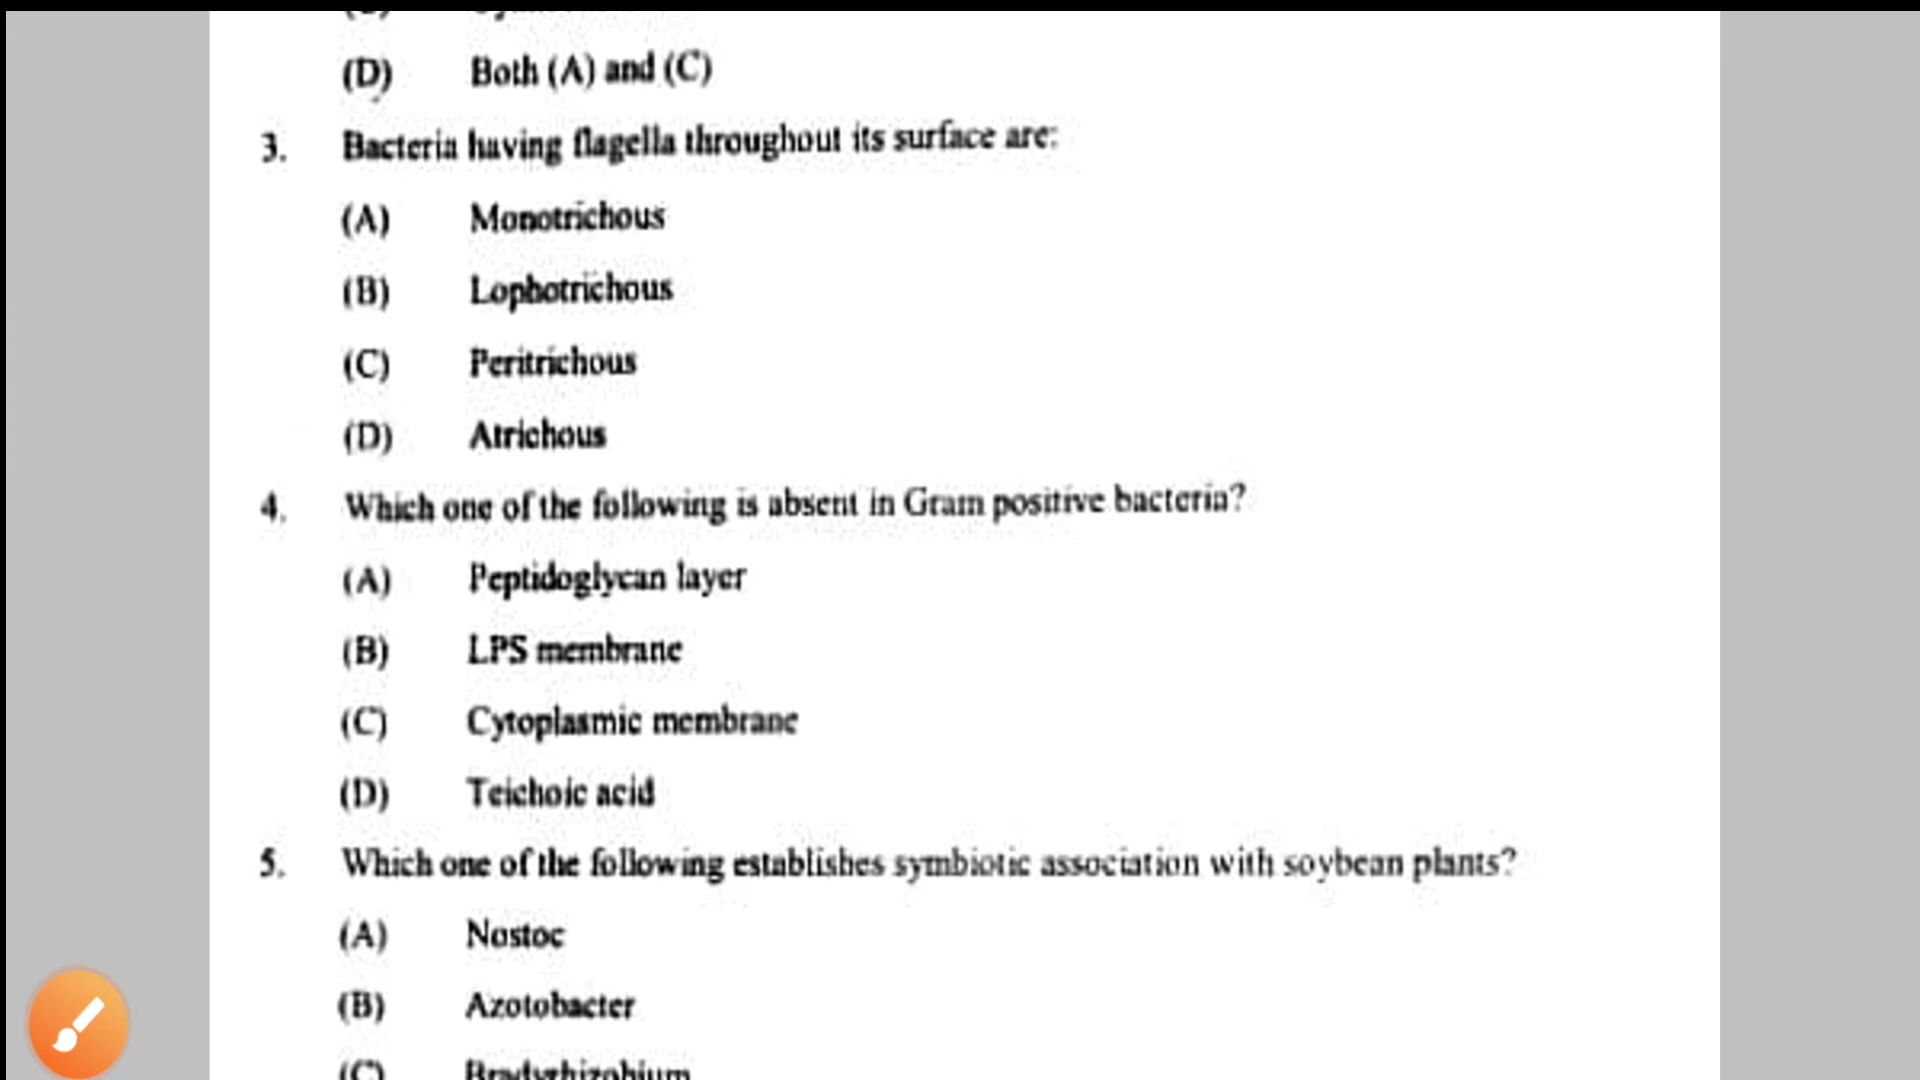 (D) Both (A) and (C)
3. Bacteria having flagella throughout its surface are:
(A) Monotrichous
(B) Lophotrichous
(C) Peritrichous
(D) Atrichous
4. Which one of the following is absent in Gram positive bacteria?
(A) Peptidoglycan layer
(B) LPS membrane
(C) Cytoplasmic membrane
(D) Teichoic acid
5. Which one of the following establishes symbiotic association with soybean plants?
(A) Nostoc
(B) Azotobacter
(C) Bradyrhizobium